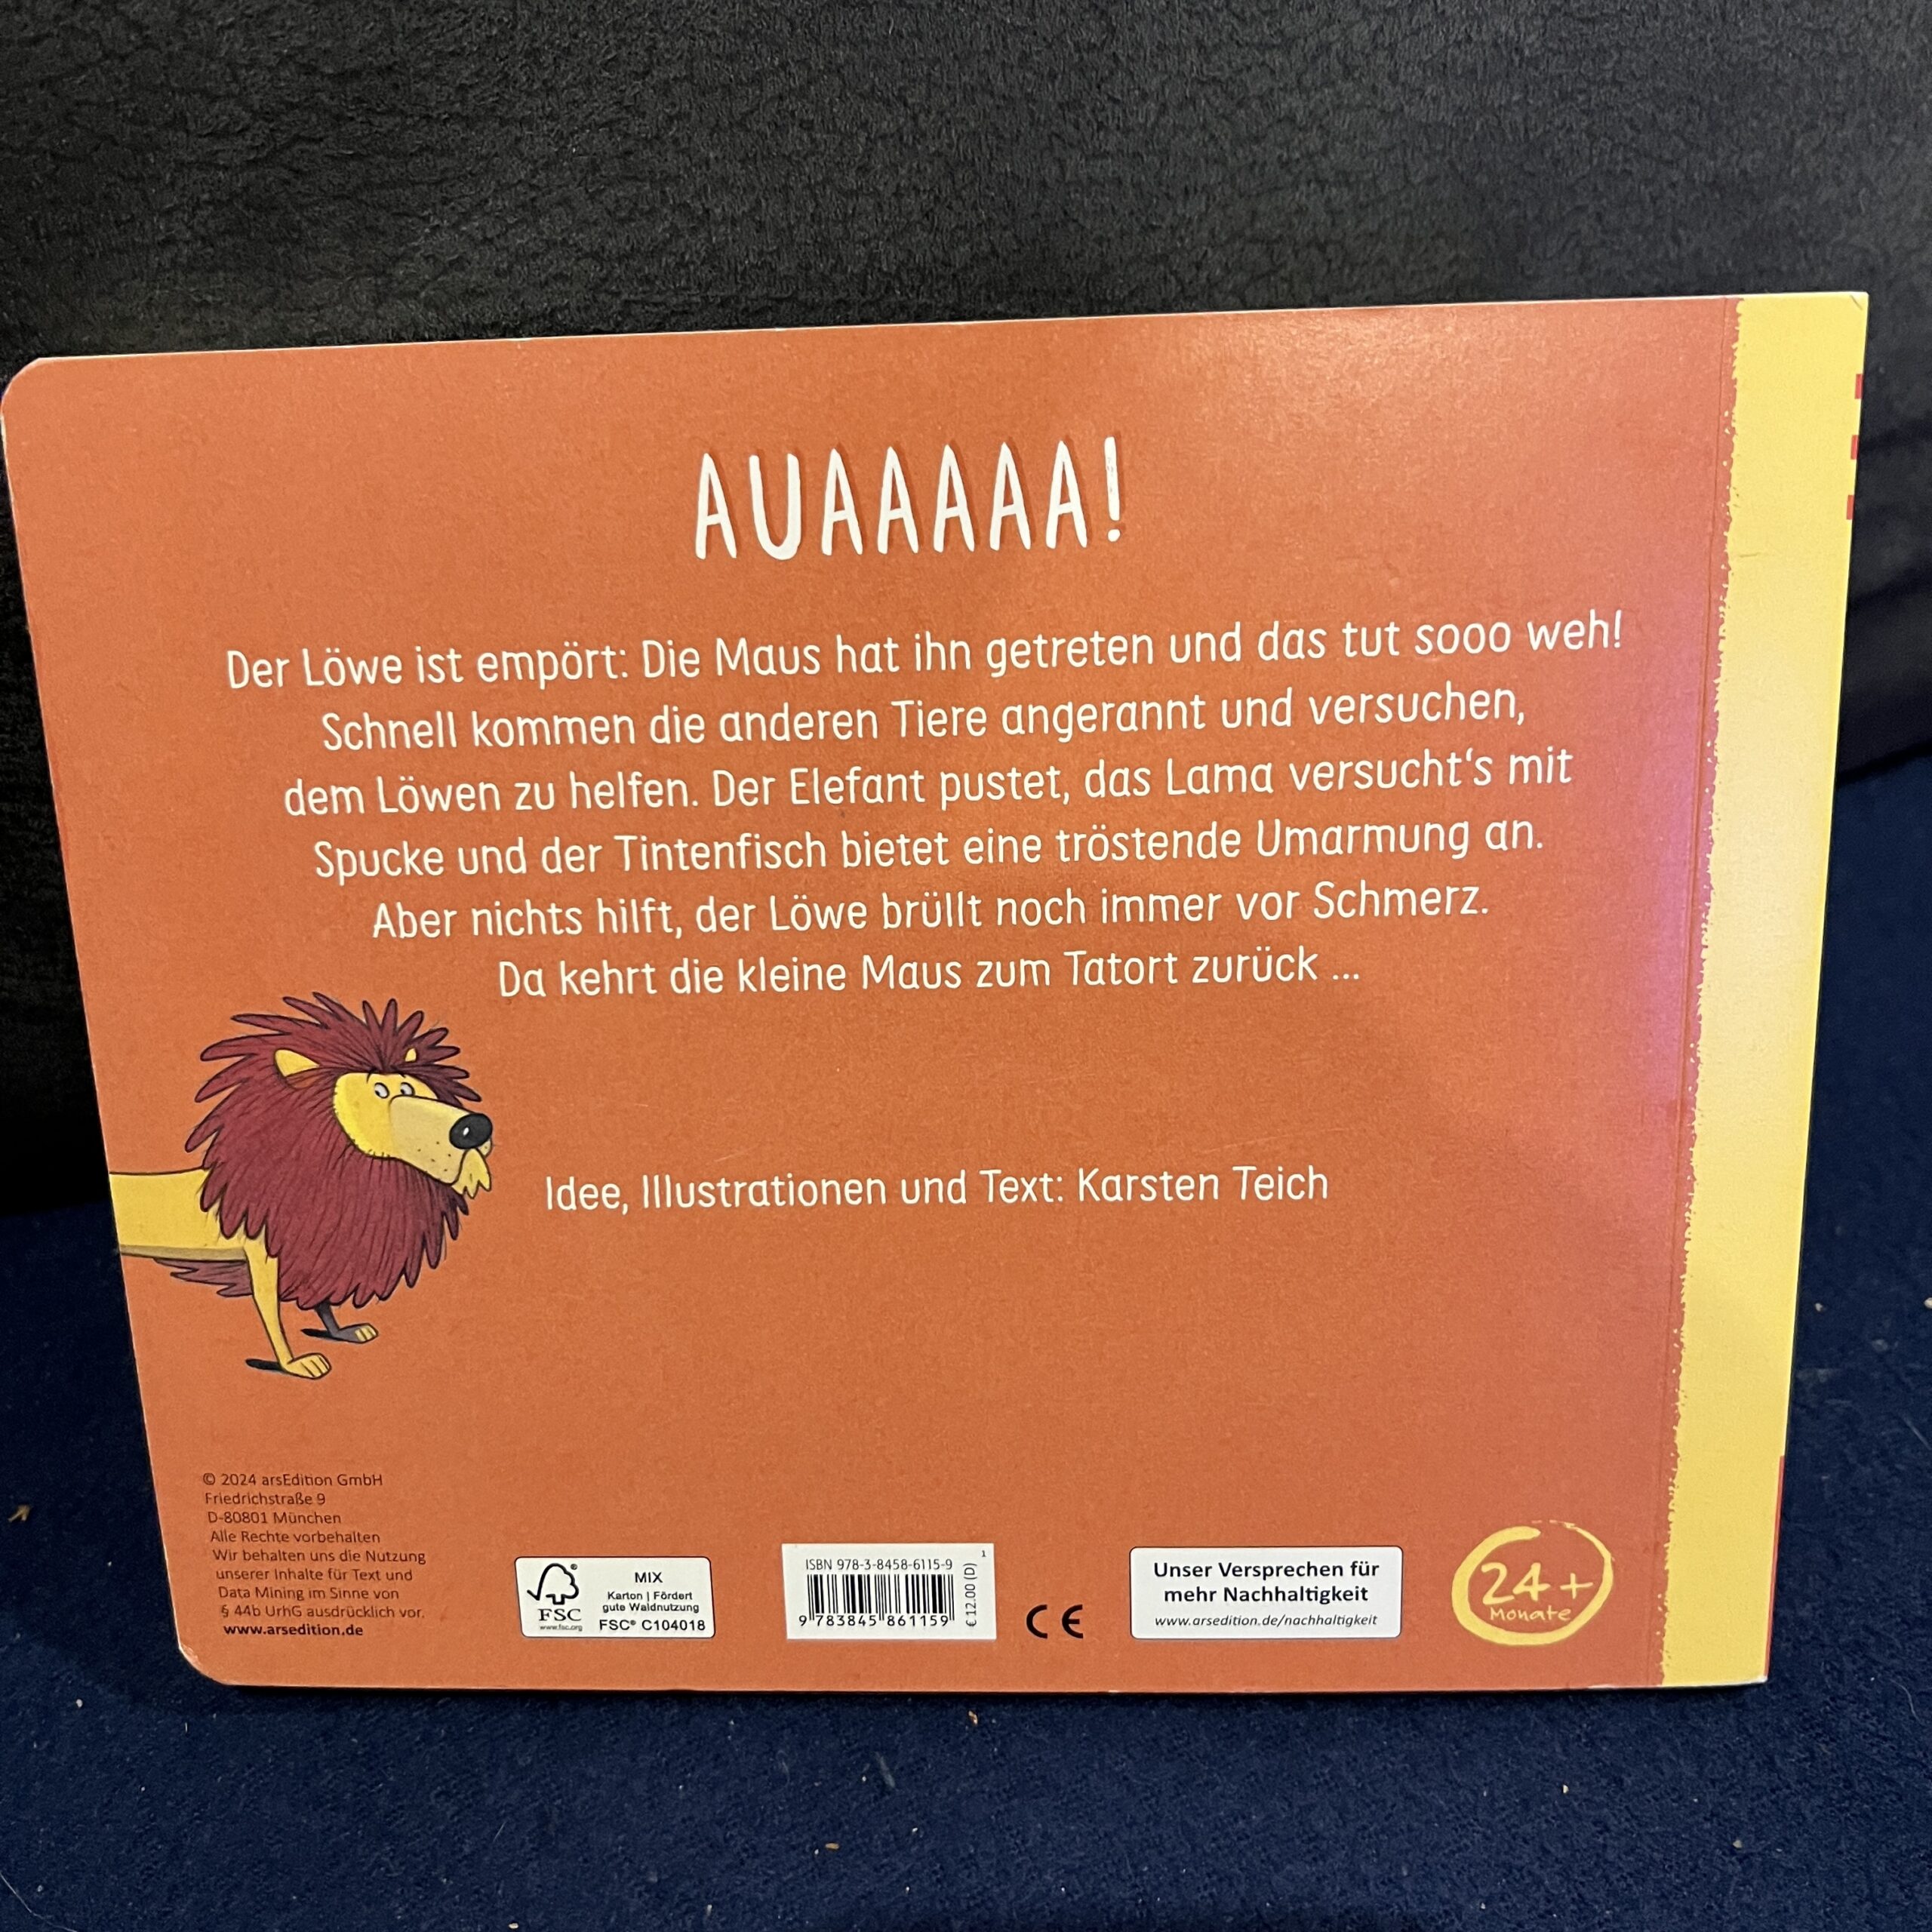 AUAAAAA!
Der Löwe ist empört: Die Maus hat ihn getreten und das tut sooo weh!
Schnell kommen die anderen Tiere angerannt und versuchen,
dem Löwen zu helfen. Der Elefant pustet, das Lama versucht‘s mit
Spucke und der Tintenfisch bietet eine tröstende Umarmung an.
Aber nichts hilft, der Löwe brüllt noch immer vor Schmerz.
Da kehrt die kleine Maus zum Tatort zurück ...
Idee, Illustrationen und Text: Karsten Teich
© 2024 arsEdition GmbH
Friedrichstraße 9
D-80801 München
Alle Rechte vorbehalten
Wir behalten uns die Nutzung
unserer Inhalte für Text und
Data Mining im Sinne von
§ 44b UrhG ausdrücklich vor.
www.arsedition.de
FSC
www.fsc.org
MIX
Karton | Fördert
gute Waldnutzung
FSC® C104018
ISBN 978-3-8458-6115-9
9 783845 861159
€ 12.00 (D)
1
CE
Unser Versprechen für
mehr Nachhaltigkeit
www.arsedition.de/nachhaltigkeit
24+
Monate